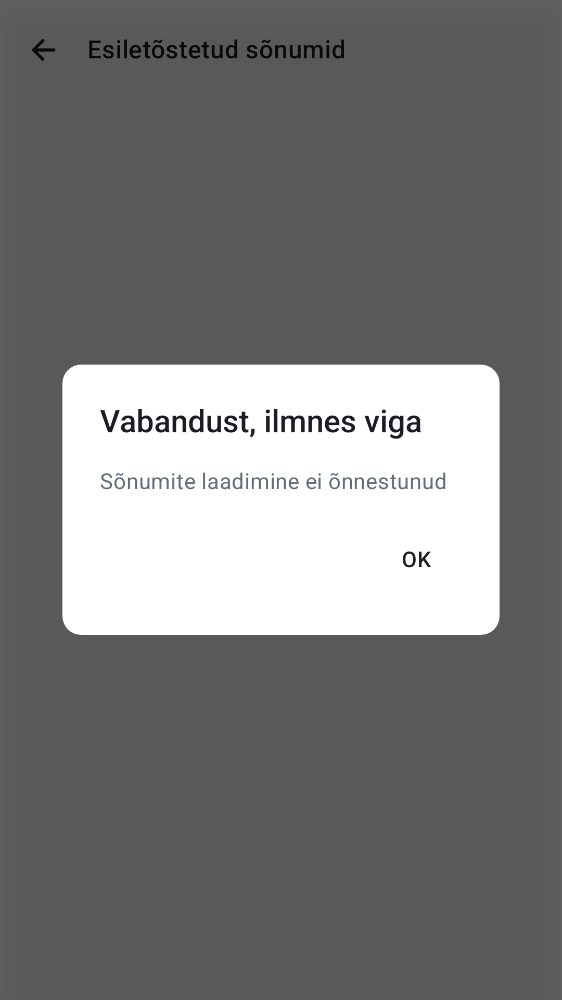 Esiletõstetud sõnumid
Vabandust, ilmnes viga
Sõnumite laadimine ei õnnestunud
OK